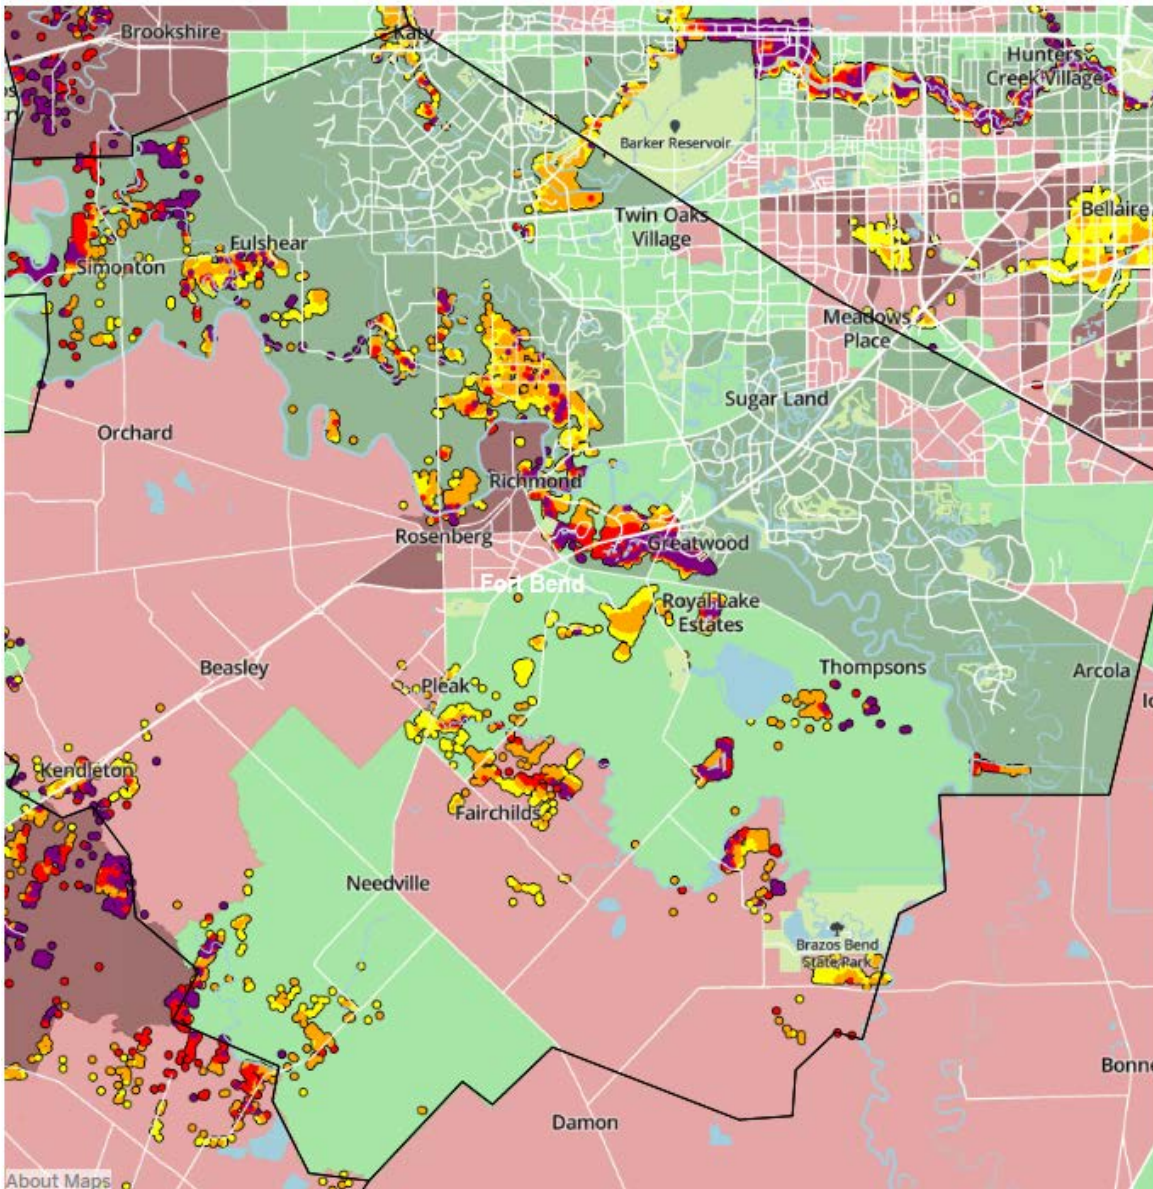 Brookshire
Katy
Hunters
Creek Village
Barker Reservoir
Twin Oaks
Village
Bellaire
Fulshear
Simonton
Meadows
Place
Sugar Land
Orchard
Richmond
Rosenberg
Greatwood
Fort Bend
Royal Lake
Estates
Beasley
Thompsons
Arcola
Pleak
Kendleton
Fairchilds
Needville
Brazos Bend
State Park
Bonne
Damon
About Maps